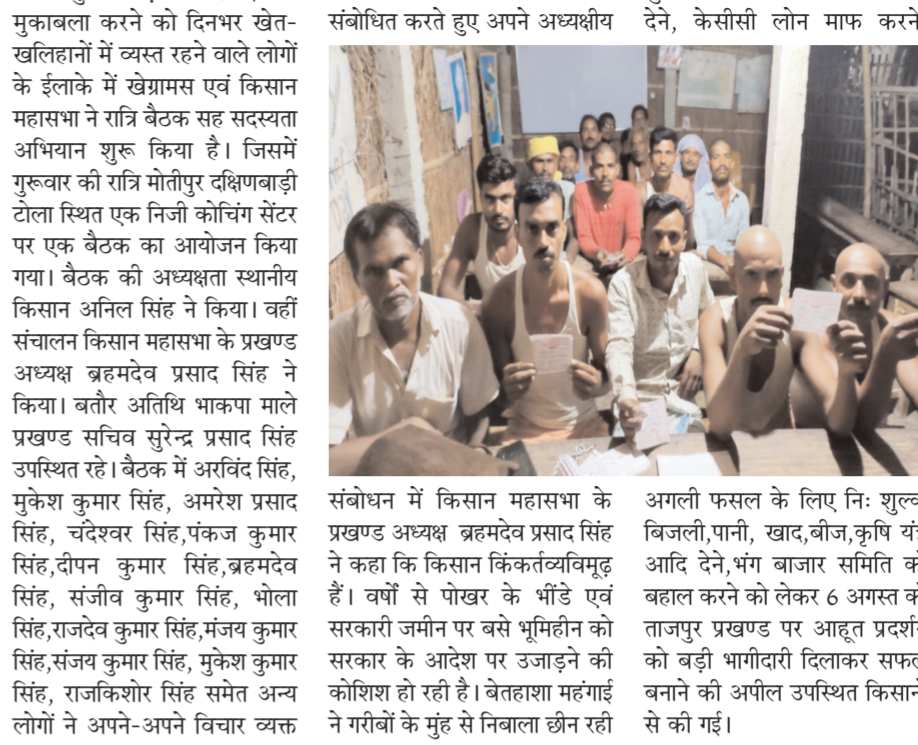 मुकाबला करने को दिनभर खेत-
खलिहानों में व्यस्त रहने वाले लोगों
के ईलाके में खेग्रामस एवं किसान
महासभा ने रात्रि बैठक सह सदस्यता
अभियान शुरू किया है। जिसमें
गुरूवार की रात्रि मोतीपुर दक्षिणबाड़ी
टोला स्थित एक निजी कोचिंग सेंटर
पर एक बैठक का आयोजन किया
गया। बैठक की अध्यक्षता स्थानीय
किसान अनिल सिंह ने किया। वहीं
संचालन किसान महासभा के प्रखण्ड
अध्यक्ष ब्रहमदेव प्रसाद सिंह ने
किया। बतौर अतिथि भाकपा माले
प्रखण्ड सचिव सुरेन्द्र प्रसाद सिंह
उपस्थित रहे। बैठक में अरविंद सिंह,
मुकेश कुमार सिंह, अमरेश प्रसाद
सिंह, चंदेश्वर सिंह,पंकज कुमार
सिंह,दीपन कुमार सिंह,ब्रहमदेव
सिंह, संजीव कुमार सिंह, भोला
सिंह,राजदेव कुमार सिंह,मंजय कुमार
सिंह,संजय कुमार सिंह, मुकेश कुमार
सिंह, राजकिशोर सिंह समेत अन्य
लोगों ने अपने-अपने विचार व्यक्त
संबोधित करते हुए अपने अध्यक्षीय
संबोधन में किसान महासभा के
प्रखण्ड अध्यक्ष ब्रहमदेव प्रसाद सिंह
ने कहा कि किसान किंकर्तव्यविमूढ़
हैं। वर्षों से पोखर के भींडे एवं
सरकारी जमीन पर बसे भूमिहीन को
सरकार के आदेश पर उजाड़ने की
कोशिश हो रही है। बेतहाशा महंगाई
ने गरीबों के मुंह से निबाला छीन रही
देने, केसीसी लोन माफ करने
अगली फसल के लिए निः
बिजली,पानी, खाद,बीज,कृषि
आदि देने,भंग बाजार समिति
बहाल करने को लेकर 6 अगस्त
ताजपुर प्रखण्ड पर आहूत
को बड़ी भागीदारी दिलाकर
बनाने की अपील उपस्थित
से की गई।